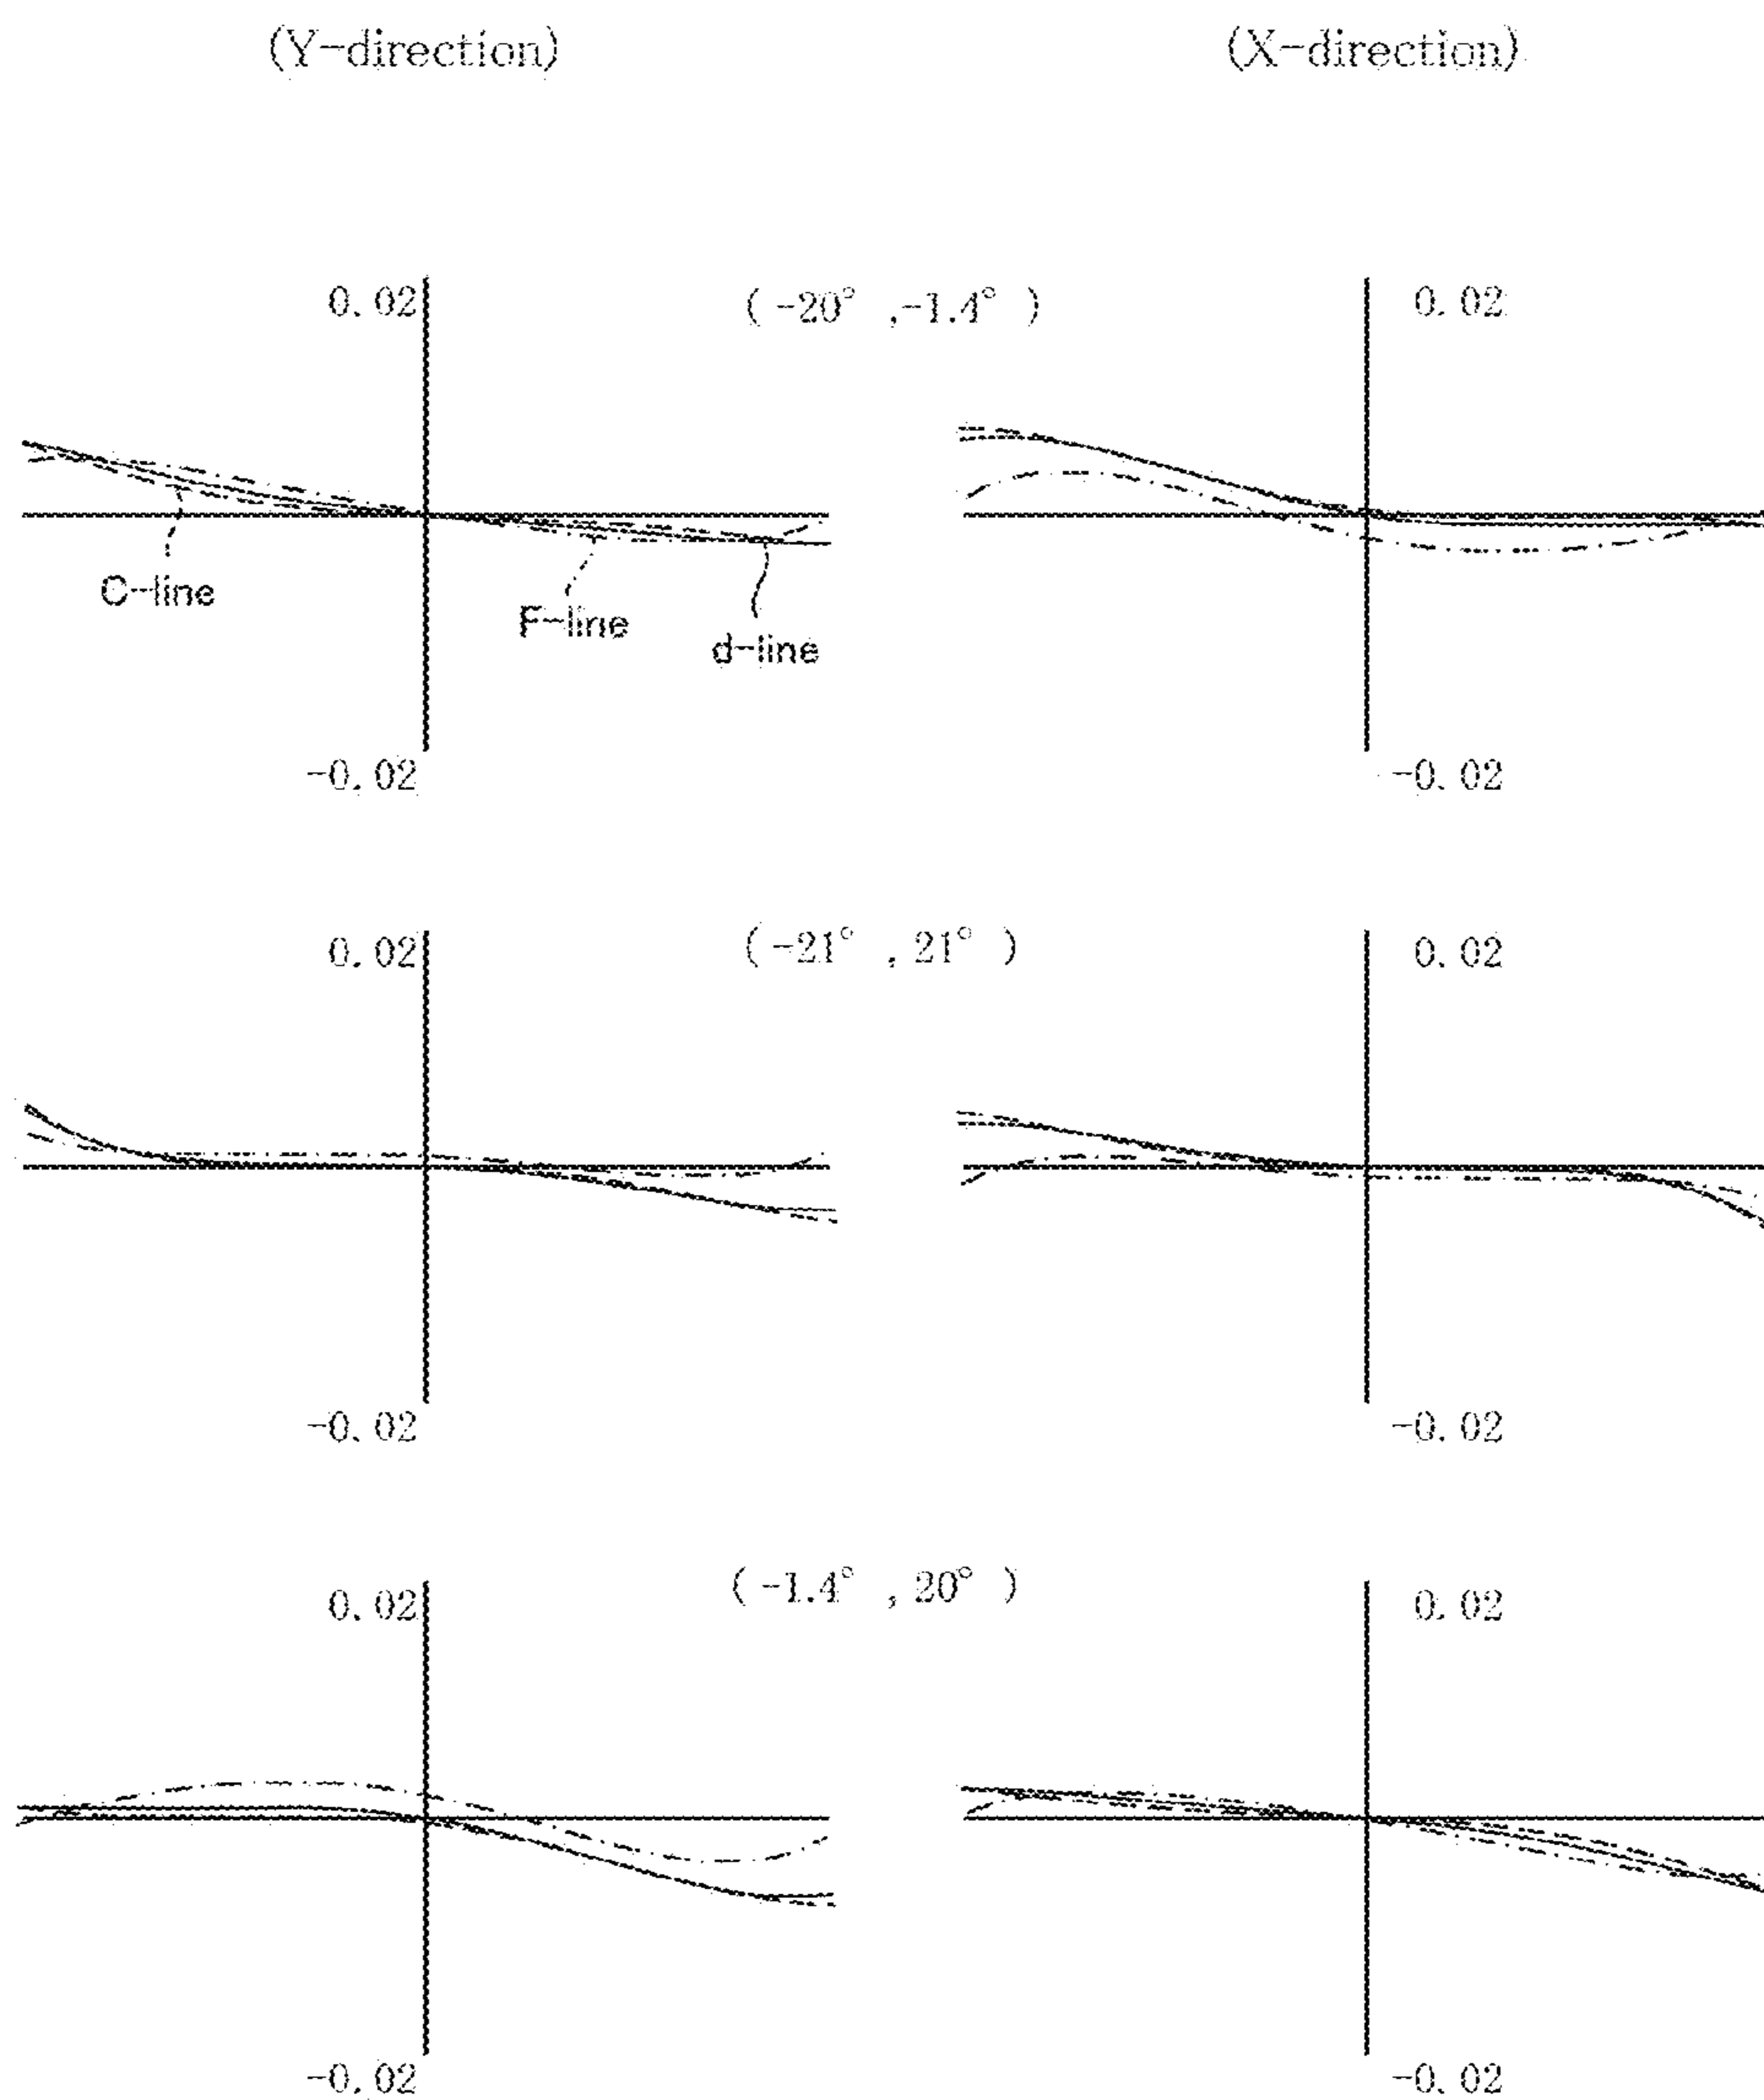 (Y-direction) (X-direction)
0.02 (-20° ,-1.4° ) 0.02
C-line F-line d-line
-0.02 -0.02
0.02 (-21° , 21° ) 0.02
-0.02 -0.02
0.02 (-1.4° , 20° ) 0.02
-0.02 -0.02